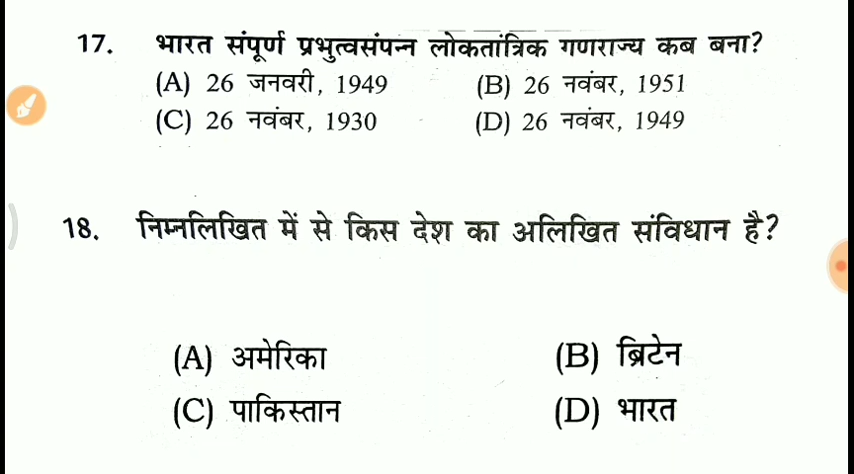 17. भारत संपूर्ण प्रभुत्वसंपन्न लोकतांत्रिक गणराज्य कब बना?
(A) 26 जनवरी, 1949 (B) 26 नवंबर, 1951
(C) 26 नवंबर, 1930 (D) 26 नवंबर, 1949
18. निम्नलिखित में से किस देश का अलिखित संविधान है?
(A) अमेरिका (B) ब्रिटेन
(C) पाकिस्तान (D) भारत